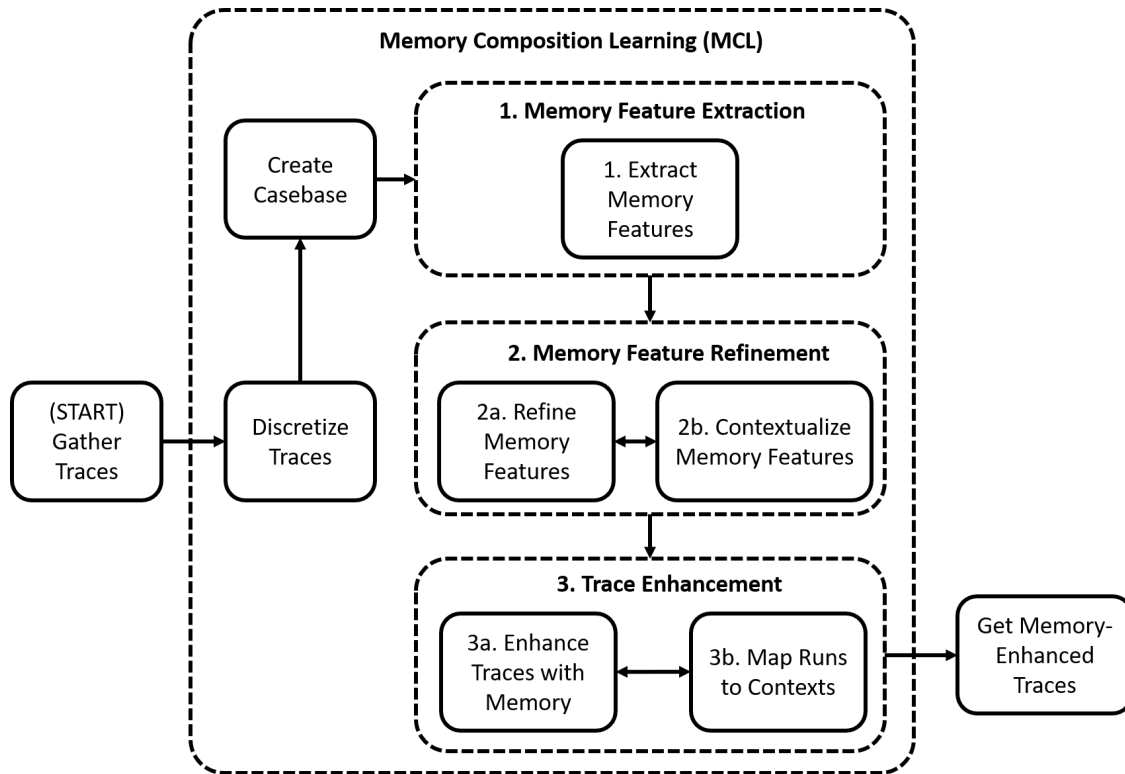 Memory Composition Learning (MCL)
(START)
Gather
Traces
Discretize
Traces
Create
Casebase
1. Memory Feature Extraction
1. Extract
Memory
Features
2. Memory Feature Refinement
2a. Refine
Memory
Features
2b. Contextualize
Memory Features
3. Trace Enhancement
3a. Enhance
Traces with
Memory
3b. Map Runs
to Contexts
Get Memory-
Enhanced
Traces